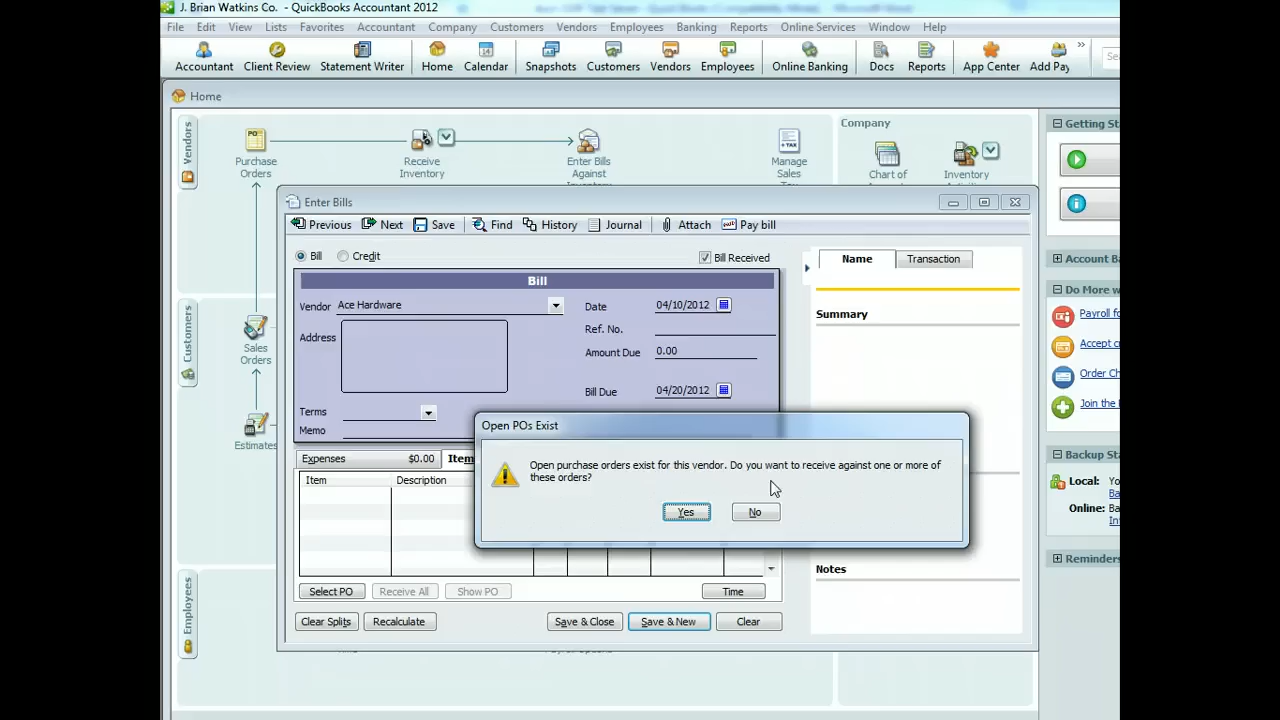 J. Brian Watkins Co. - QuickBooks Accountant 2012
File Edit View Lists Favorites Accountant Company Customers Vendors Employees Banking Reports Online Services Window Help
Accountant Client Review Statement Writer Home Calendar Snapshots Customers Vendors Employees Online Banking Docs Reports App Center Add Pay
Home
Vendors
Purchase
Orders
Receive
Inventory
Enter Bills
Against
Manage
Sales
Company
Chart of
Inventory
Getting St
Enter Bills
Previous Next Save Find History Journal Attach Pay bill
Bill Credit
Bill Received
Bill
Vendor Ace Hardware
Date 04/10/2012
Address
Ref. No.
Amount Due 0.00
Bill Due 04/20/2012
Terms
Memo
Name Transaction
Summary
Notes
Customers
Sales
Orders
Estimates
Employees
Open POs Exist
Open purchase orders exist for this vendor. Do you want to receive against one or more of
these orders?
Yes No
Expenses $0.00 Item
Item Description
Select PO Receive All Show PO Time
Clear Splits Recalculate Save & Close Save & New Clear
Account Ba
Do More w
Payroll fo
Accept cr
Order Ch
Join the
Backup Sta
Local: Yo
Ba
Online: Ba
Int
Reminders